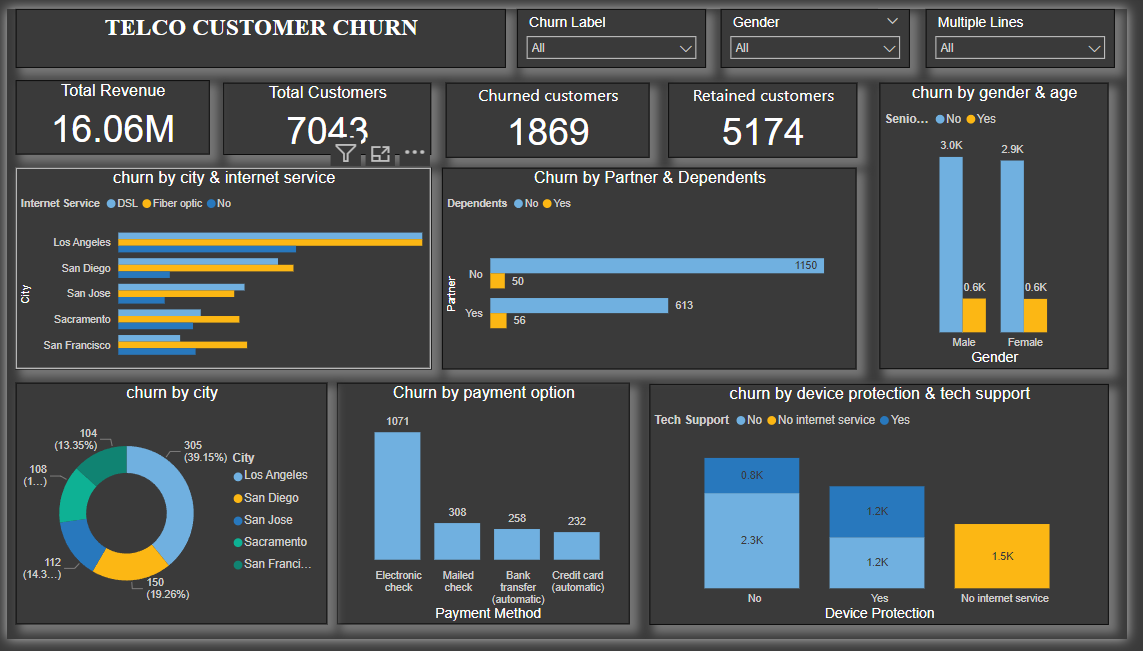 TELCO CUSTOMER CHURN
Churn Label
All
Gender
All
Multiple Lines
All
Total Revenue
16.06M
Total Customers
7043
Churned customers
1869
Retained customers
5174
churn by gender & age
Senio... No Yes
3.0K
2.9K
0.6K
0.6K
Male Female
Gender
churn by city & internet service
Internet Service DSL Fiber optic No
City
Los Angeles
San Diego
San Jose
Sacramento
San Francisco
Churn by Partner & Dependents
Dependents No Yes
Partner
No
1150
50
Yes
613
56
churn by city
104
(13.35%)
305
(39.15%)
108
(1...)
112
(14.3...)
150
(19.26%)
City
Los Angeles
San Diego
San Jose
Sacramento
San Franci...
Churn by payment option
1071
308
258
232
Electronic check
Mailed check
Bank transfer (automatic)
Credit card (automatic)
Payment Method
churn by device protection & tech support
Tech Support No No internet service Yes
0.8K
2.3K
1.2K
1.2K
1.5K
No Yes No internet service
Device Protection